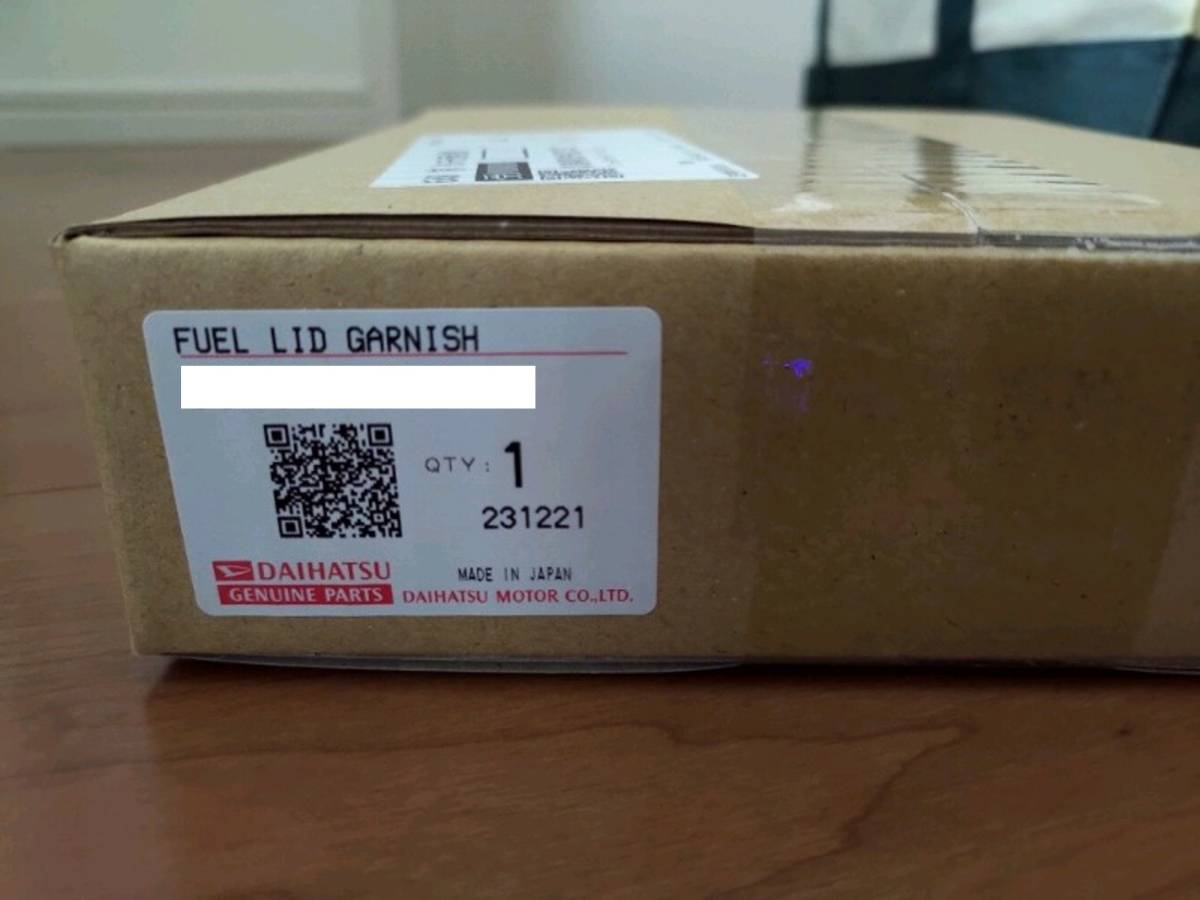 FUEL LID GARNISH
QTY: 1
231221
DAIHATSU
GENUINE PARTS
MADE IN JAPAN
DAIHATSU MOTOR CO.,LTD.